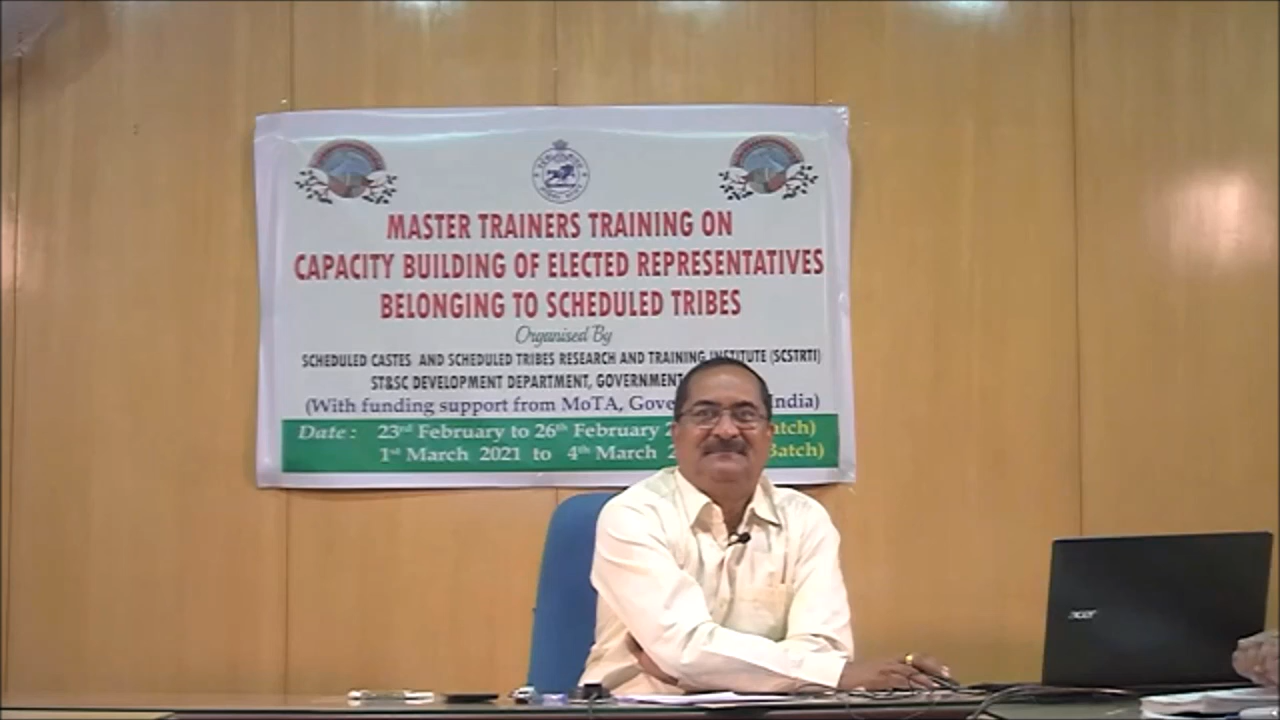 MASTER TRAINERS TRAINING ON
CAPACITY BUILDING OF ELECTED REPRESENTATIVES
BELONGING TO SCHEDULED TRIBES
Organised By
SCHEDULED CASTES AND SCHEDULED TRIBES RESEARCH AND TRAINING INSTITUTE (SCSTRTI)
ST&SC DEVELOPMENT DEPARTMENT, GOVERNMENT
(With funding support from MoTA, India)
Date : 23rd February to 26th February
1st March 2021 to 4th March Batch)
acer